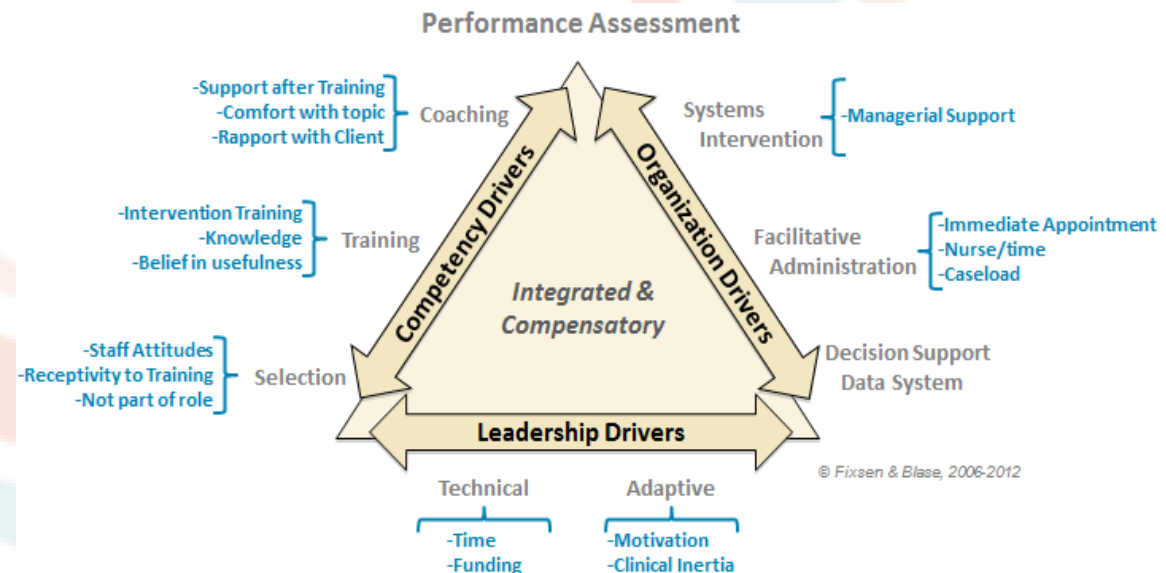 Performance Assessment
-Support after Training
-Comfort with topic
-Rapport with Client
Coaching
Systems
Intervention
-Managerial Support
-Intervention Training
-Knowledge
-Belief in usefulness
Training
Competency Drivers
Organization Drivers
Facilitative
Administration
-Immediate Appointment
-Nurse/time
-Caseload
Integrated &
Compensatory
-Staff Attitudes
-Receptivity to Training
-Not part of role
Selection
Decision Support
Data System
Leadership Drivers
© Fixsen & Blase, 2006-2012
Technical
-Time
-Funding
Adaptive
-Motivation
-Clinical Inertia